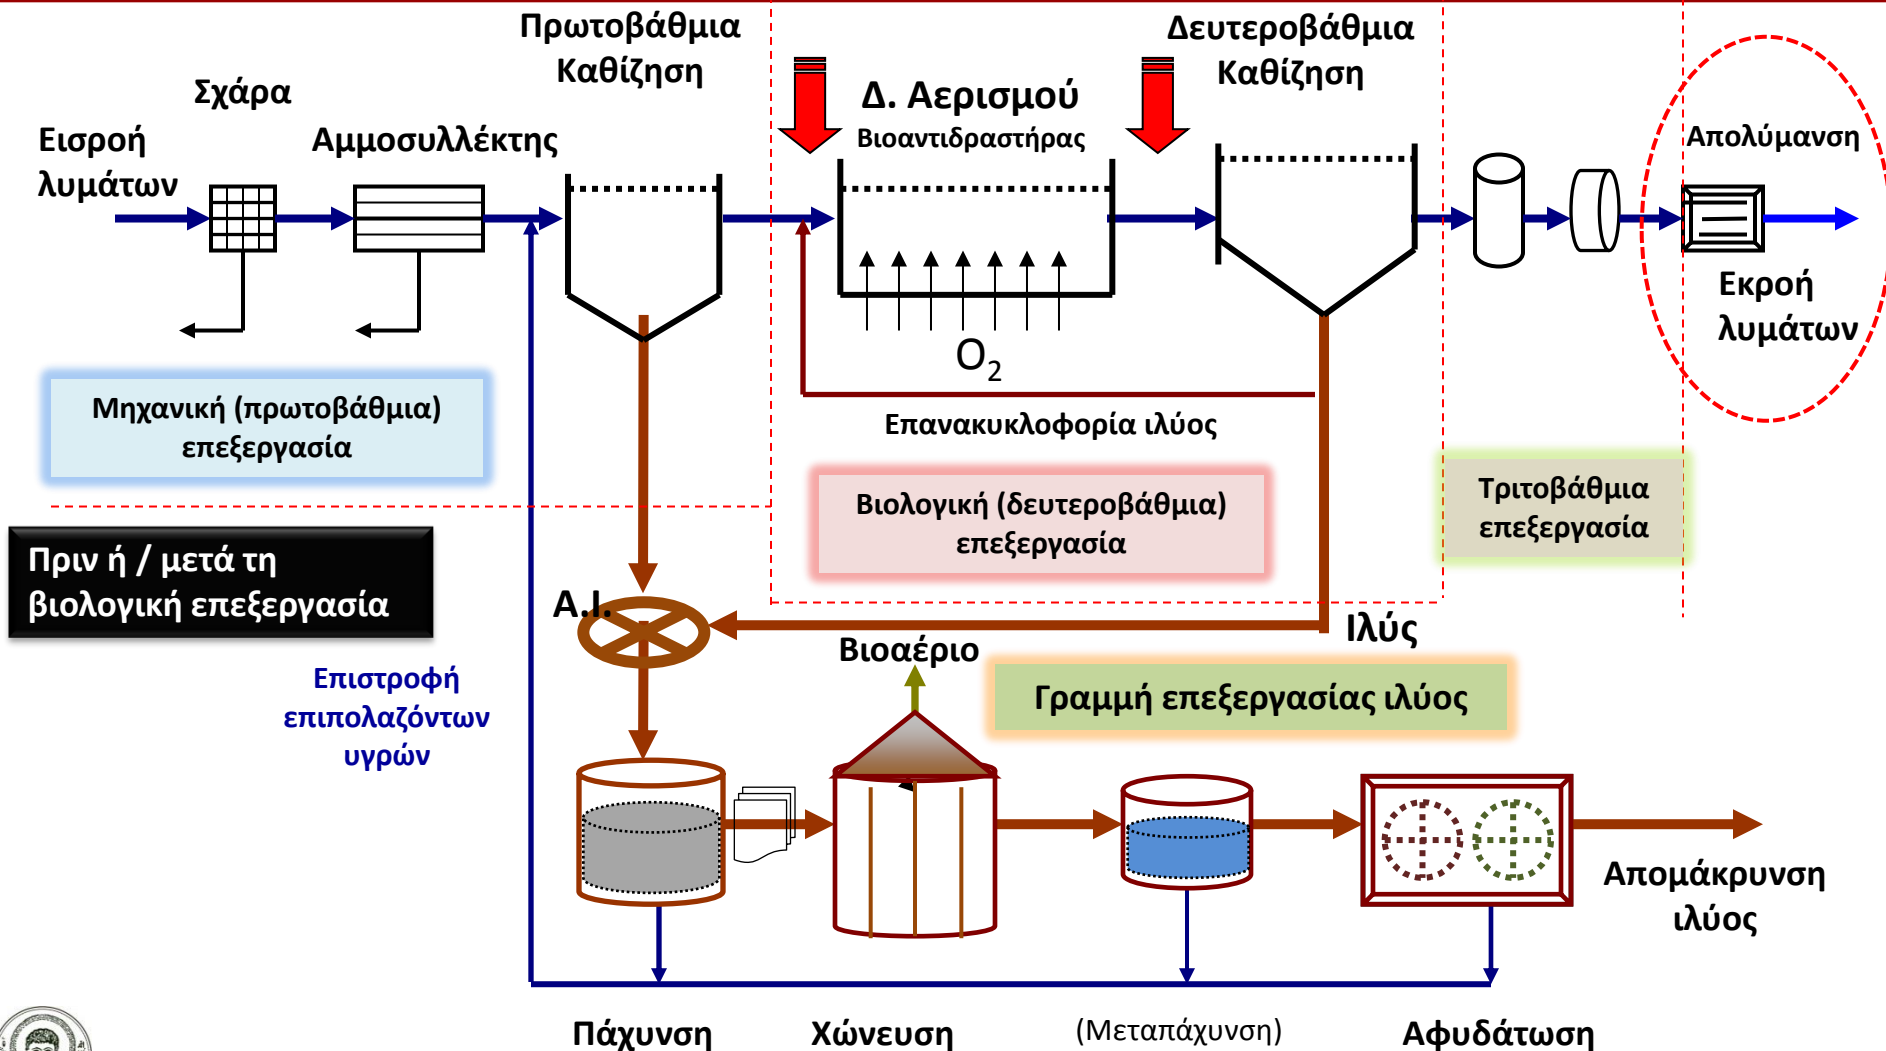 Πρωτοβάθμια
Καθίζηση
Δευτεροβάθμια
Καθίζηση
Σχάρα
Δ. Αερισμού
Βιοαντιδραστήρας
Εισροή
λυμάτων
Αμμοσυλλέκτης
Απολύμανση
Εκροή
λυμάτων
O2
Μηχανική (πρωτοβάθμια)
επεξεργασία
Επανακυκλοφορία ιλύος
Βιολογική (δευτεροβάθμια)
επεξεργασία
Τριτοβάθμια
επεξεργασία
Πριν ή / μετά τη
βιολογική επεξεργασία
Α.Ι.
Ιλύς
Βιοαέριο
Επιστροφή
επιπολαζόντων
υγρών
Γραμμή επεξεργασίας ιλύος
Απομάκρυνση
ιλύος
Πάχυνση
Χώνευση
(Μεταπάχυνση)
Αφυδάτωση